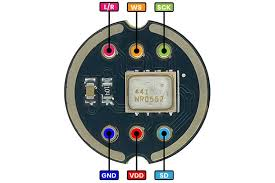 L/R WS SCK
441
NR0557
GND VDD SD